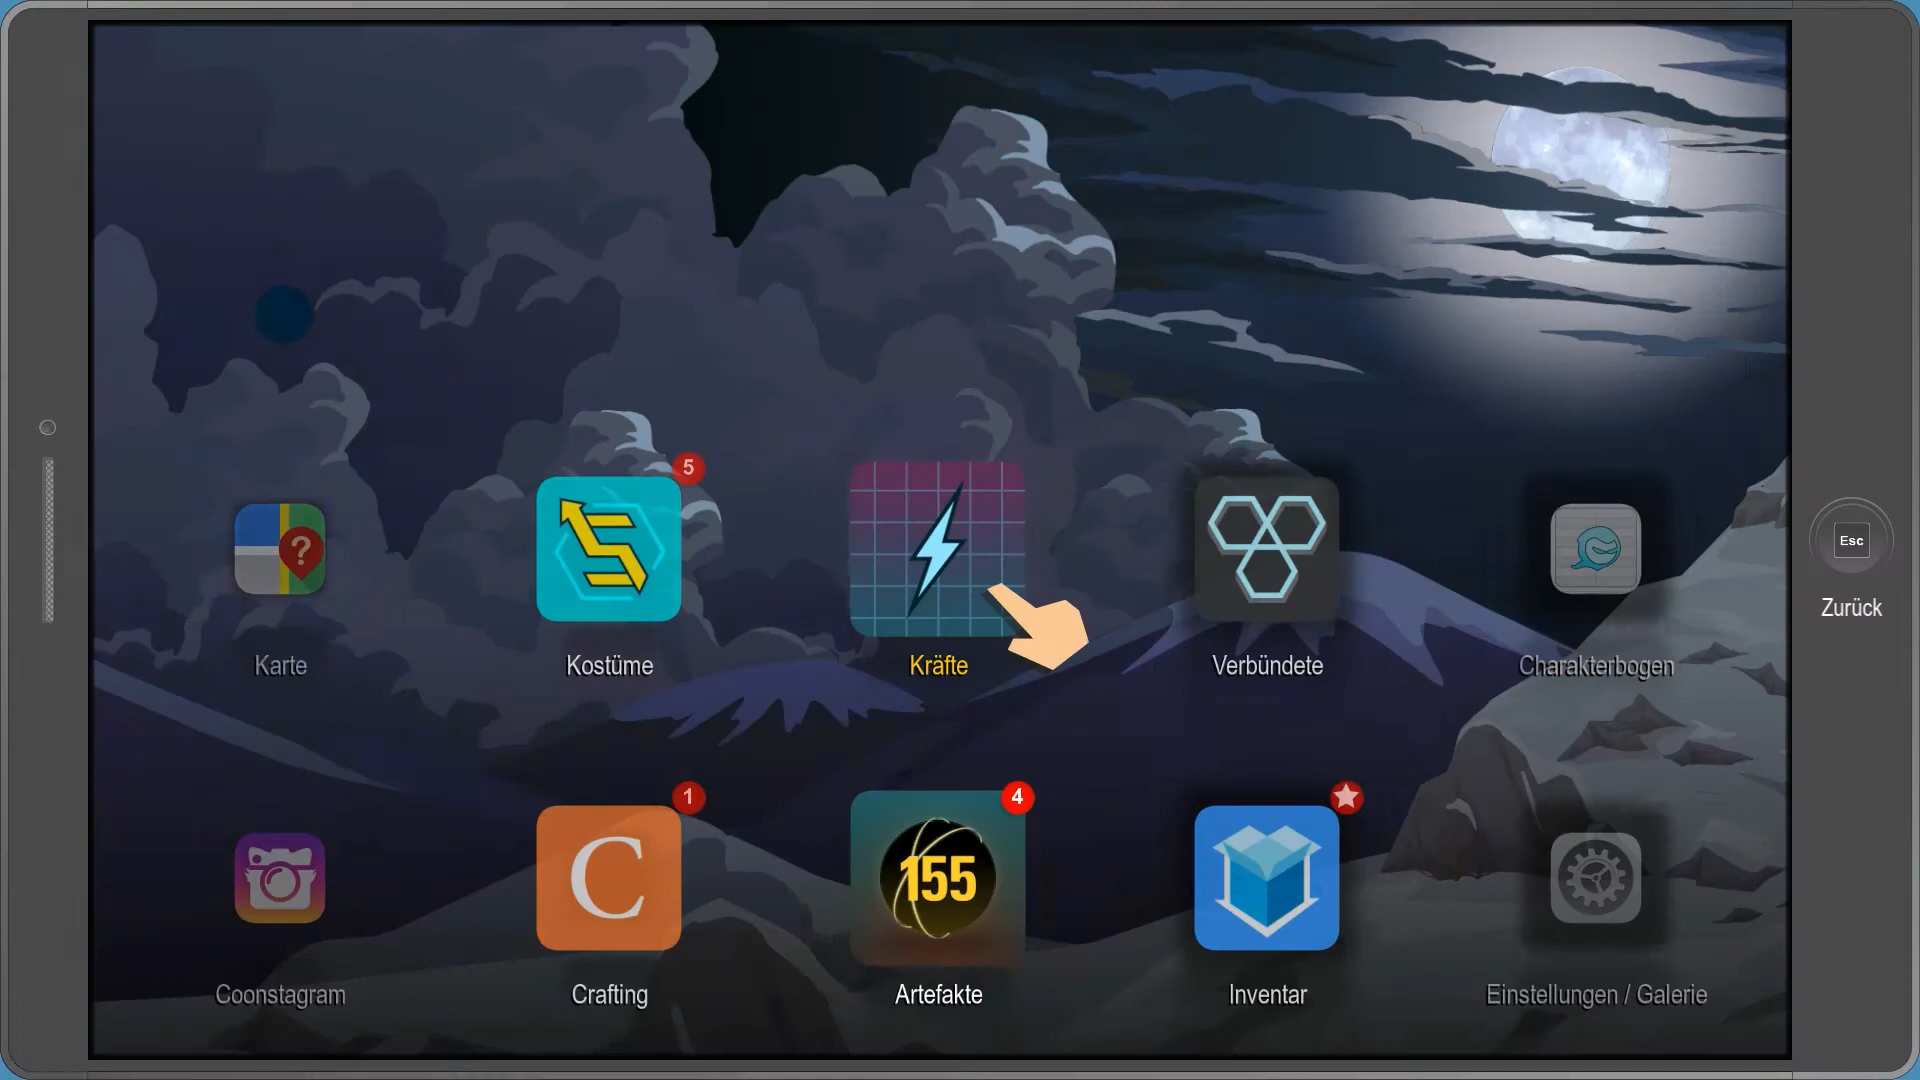 5
?
Karte
Kostüme
Kräfte
Verbündete
Charakterbogen
Esc
Zurück
1
4
C
155
Coonstagram
Crafting
Artefakte
Inventar
Einstellungen / Galerie